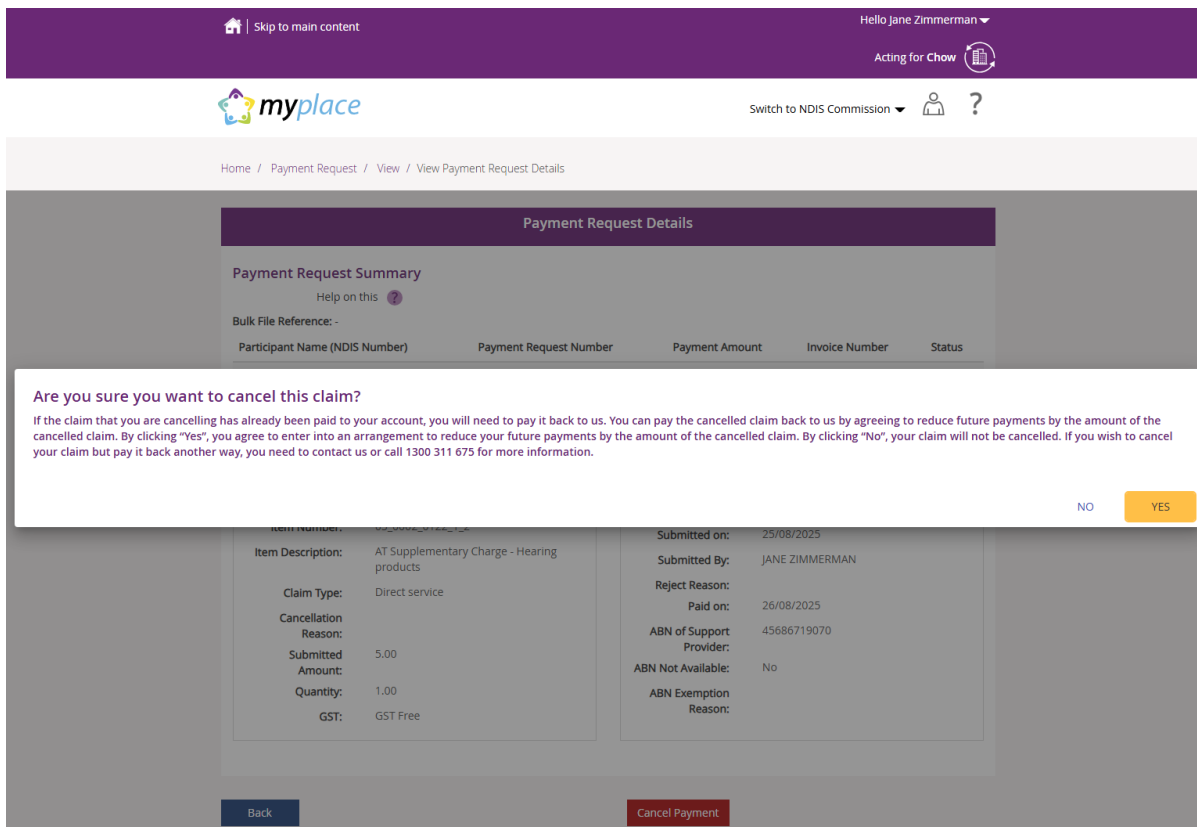 Skip to main content
Hello Jane Zimmerman
Acting for Chow
myplace
Switch to NDIS Commission
?
Home / Payment Request / View / View Payment Request Details
Payment Request Details
Payment Request Summary
Help on this ?
Bulk File Reference: -
Participant Name (NDIS Number) Payment Request Number Payment Amount Invoice Number Status
Are you sure you want to cancel this claim?
If the claim that you are cancelling has already been paid to your account, you will need to pay it back to us. You can pay the cancelled claim back to us by agreeing to reduce future payments by the amount of the
cancelled claim. By clicking “Yes”, you agree to enter into an arrangement to reduce your future payments by the amount of the cancelled claim. By clicking “No”, your claim will not be cancelled. If you wish to cancel
your claim but pay it back another way, you need to contact us or call 1300 311 675 for more information.
NO YES
Item Number:
Item Description: AT Supplementary Charge - Hearing
products
Claim Type: Direct service
Cancellation
Reason:
Submitted
Amount: 5.00
Quantity: 1.00
GST: GST Free
Submitted on: 25/08/2025
Submitted By: JANE ZIMMERMAN
Reject Reason:
Paid on: 26/08/2025
ABN of Support
Provider: 45686719070
ABN Not Available: No
ABN Exemption
Reason:
Back
Cancel Payment